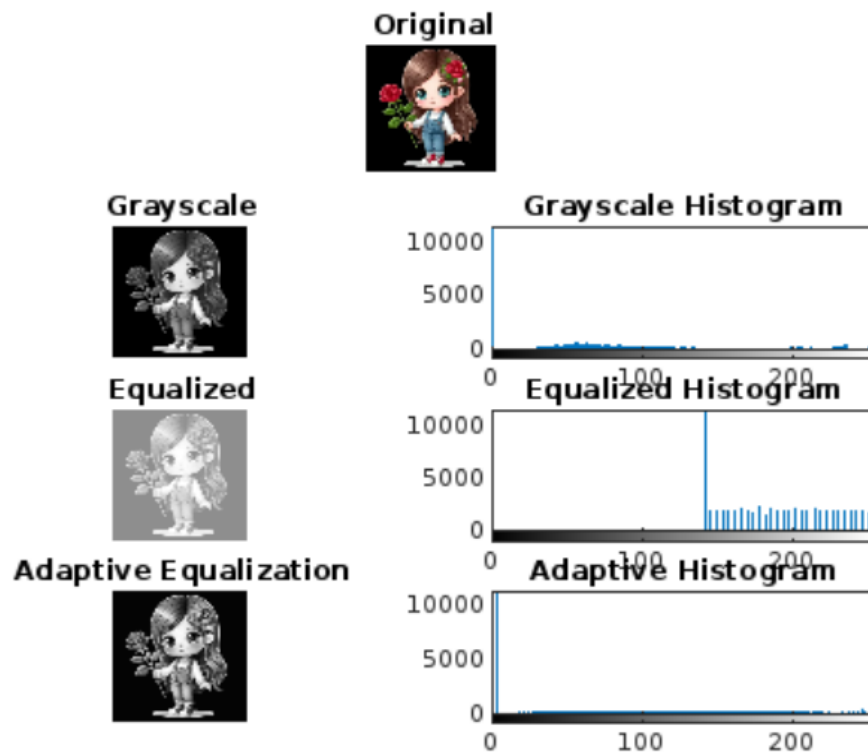 Original
Grayscale
Grayscale Histogram
10000
5000
0
0 100 200
Equalized
Equalized Histogram
10000
5000
0
0 100 200
Adaptive Equalization
Adaptive Histogram
10000
5000
0
0 200